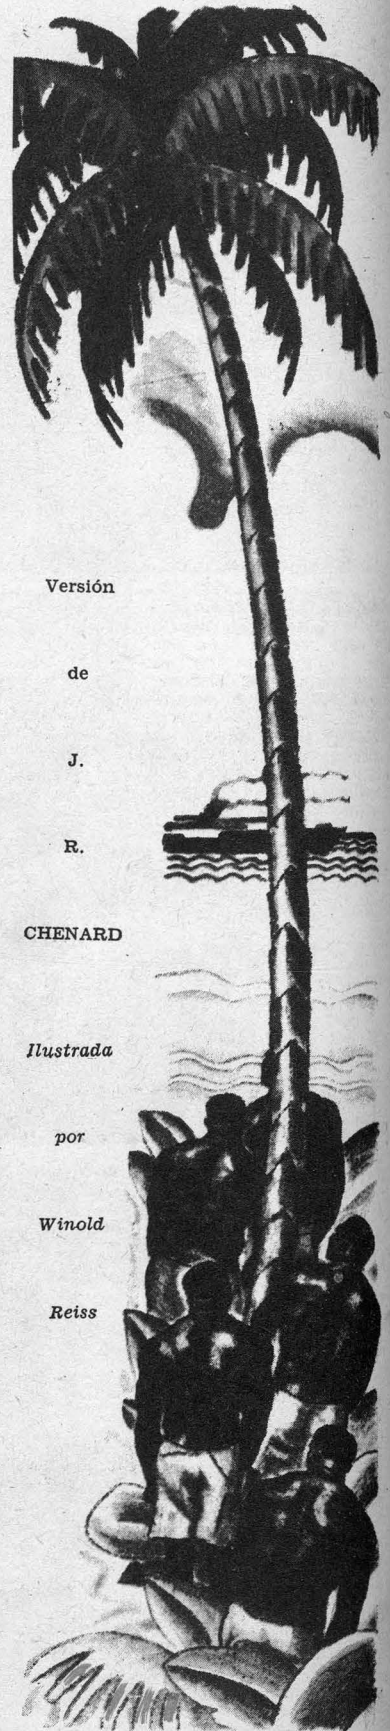 Versión
de
J.
R.
CHENARD
Ilustrada
por
Winold
Reiss